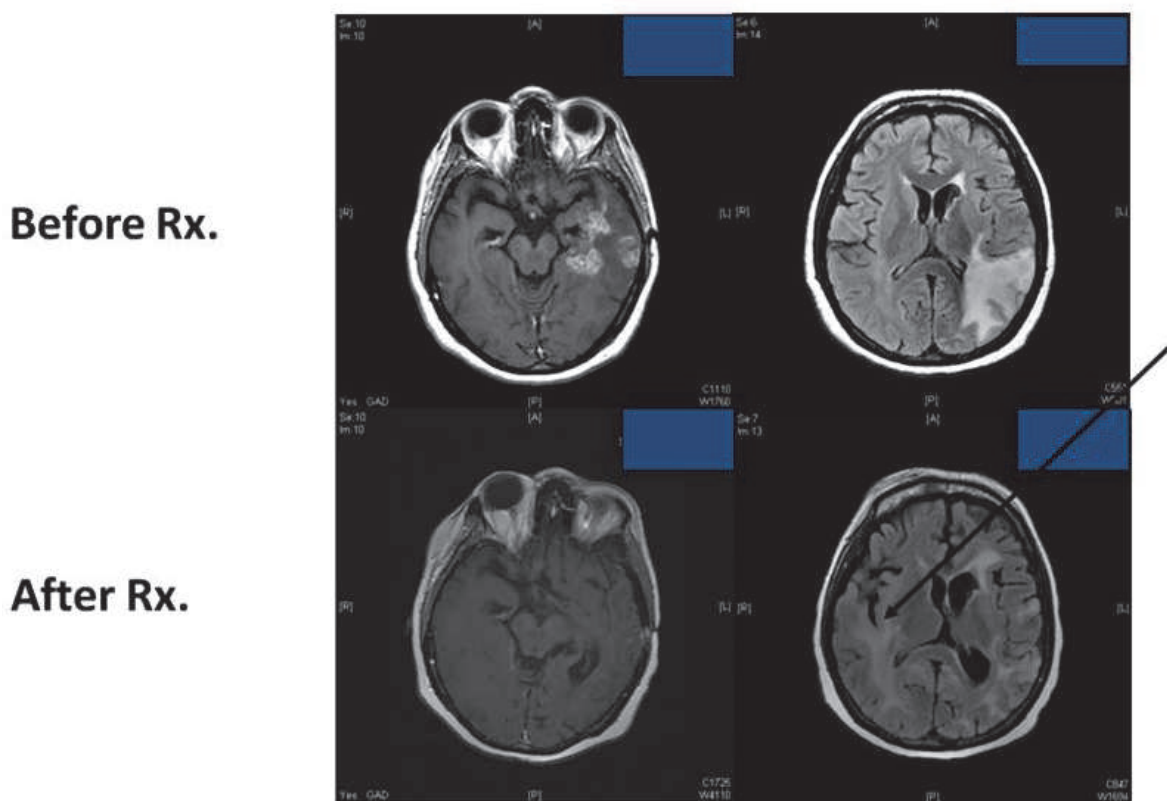 Before Rx.
Se:10
Im:10
[A]
[R]
[L]
Yes GAD
[P]
C1110
W1760
Se:6
Im:14
[A]
[R]
[L]
[P]
After Rx.
Se:10
Im:10
[A]
[R]
[L]
Yes GAD
[P]
C1725
W4110
Se:7
Im:13
[A]
[R]
[L]
[P]
C847